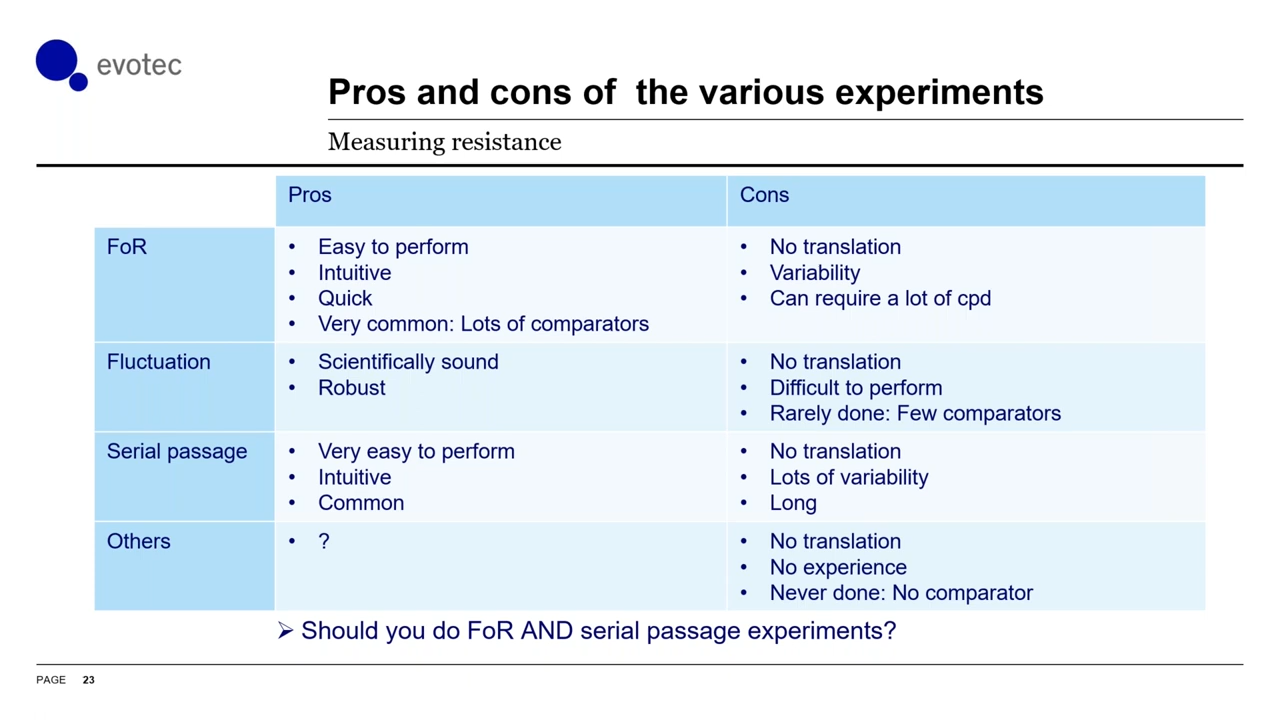 evotec
Pros and cons of  the various experiments
Measuring resistance
Pros
Cons
FoR
• Easy to perform
• Intuitive
• Quick
• Very common: Lots of comparators
• No translation
• Variability
• Can require a lot of cpd
Fluctuation
• Scientifically sound
• Robust
• No translation
• Difficult to perform
• Rarely done: Few comparators
Serial passage
• Very easy to perform
• Intuitive
• Common
• No translation
• Lots of variability
• Long
Others
• ?
• No translation
• No experience
• Never done: No comparator
➢ Should you do FoR AND serial passage experiments?
PAGE 23